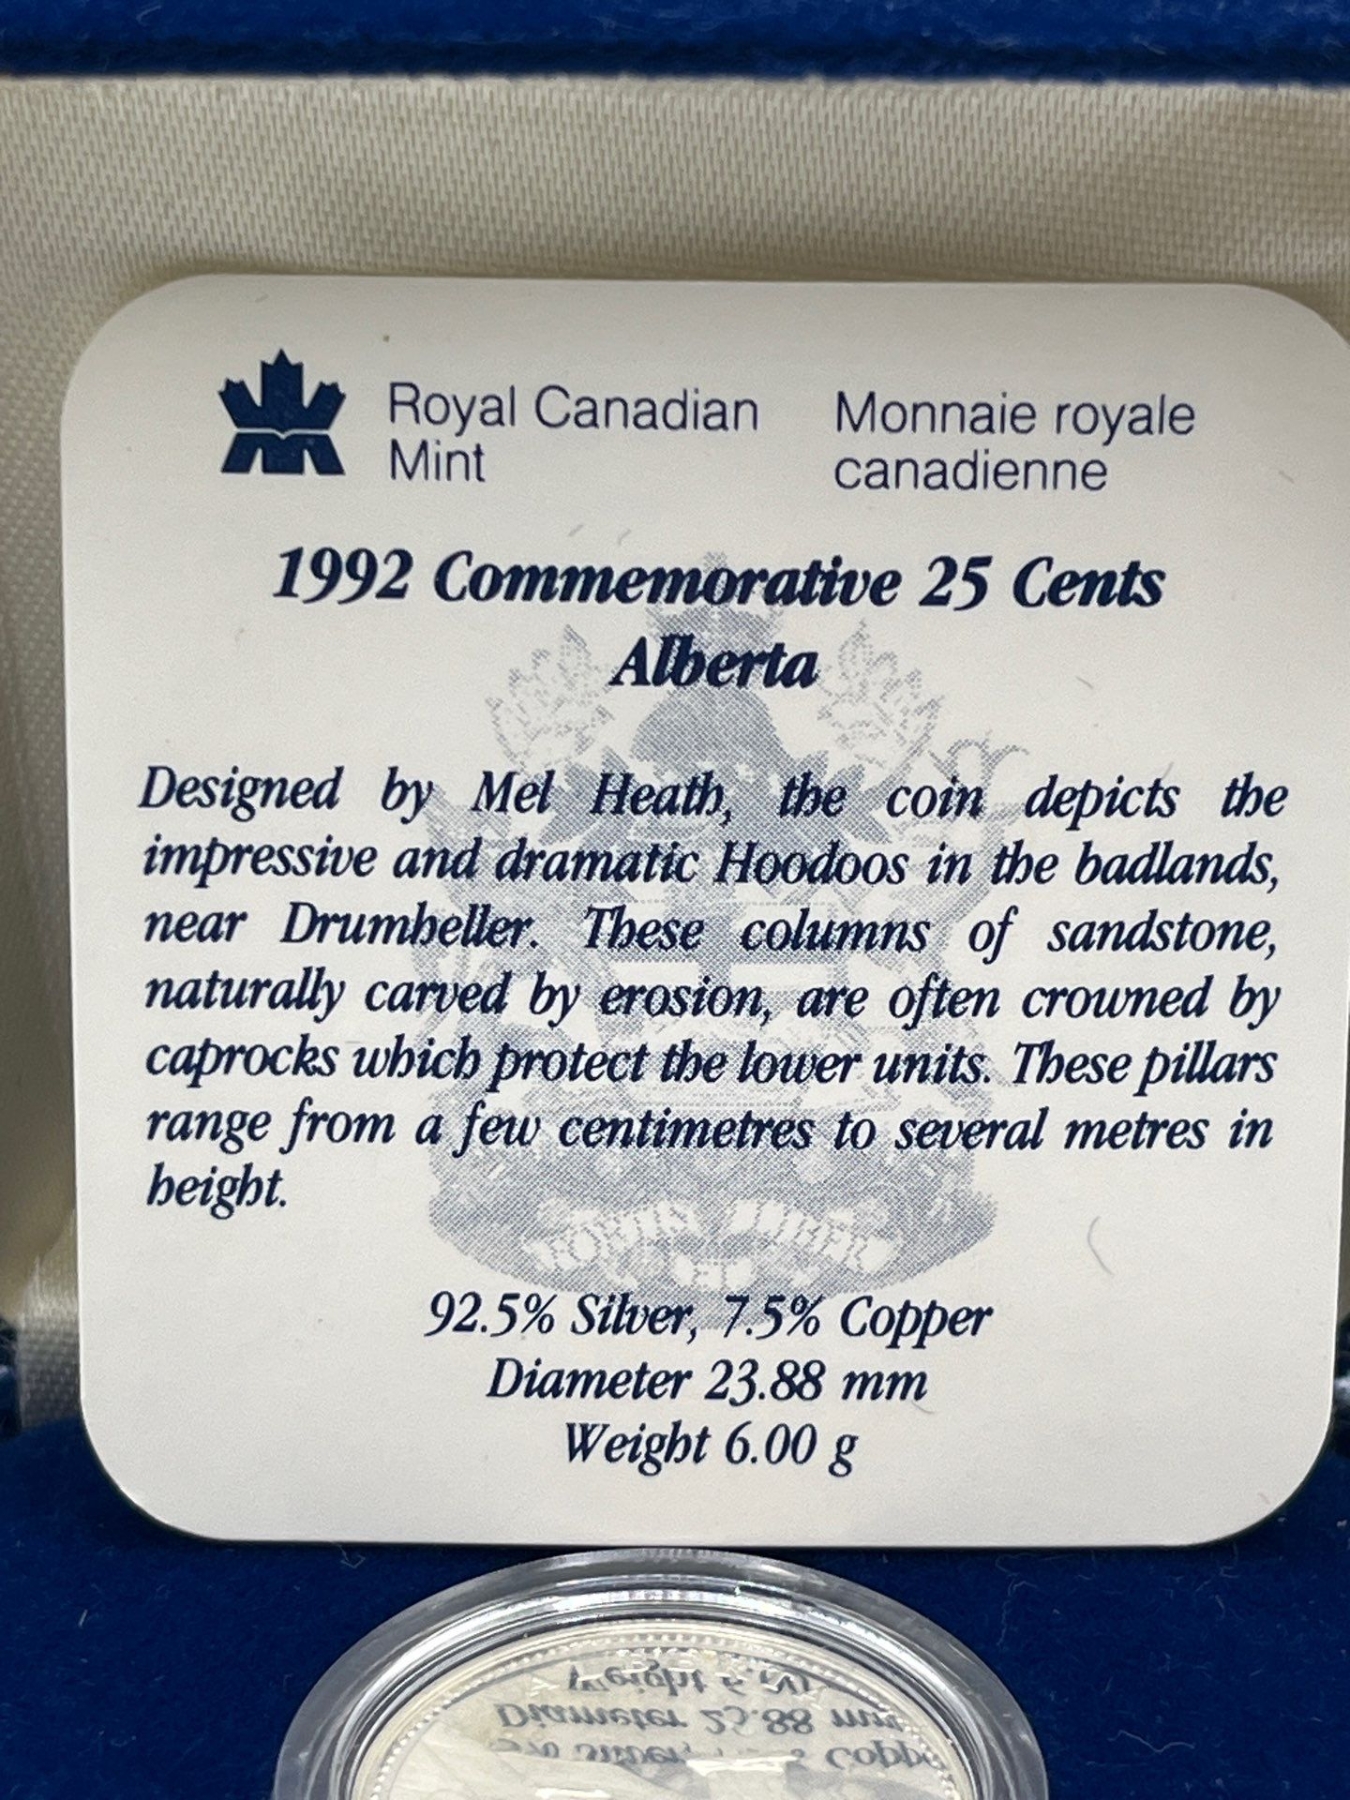 Royal Canadian Mint
Monnaie royale canadienne
1992 Commemorative 25 Cents
Alberta
Designed by Mel Heath, the coin depicts the
impressive and dramatic Hoodoos in the badlands,
near Drumheller. These columns of sandstone,
naturally carved by erosion, are often crowned by
caprocks which protect the lower units. These pillars
range from a few centimetres to several metres in
height.
FORTIS ET LIBER
92.5% Silver, 7.5% Copper
Diameter 23.88 mm
Weight 6.00 g